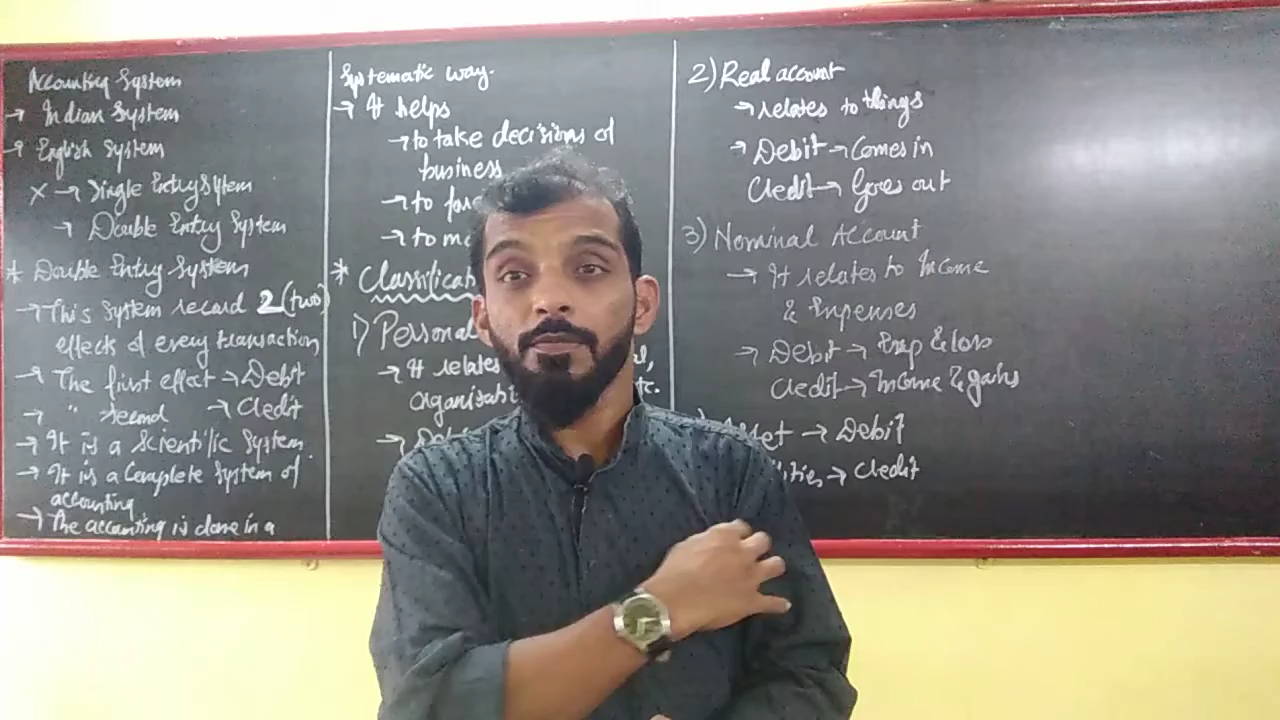 Accounting System
→ Indian System
→ English System
x → Single Entry System
→ Double Entry System
* Double Entry System
→ This System record 2 (two)
effects of every transaction
→ The first effect → Debit
→ " second → Credit
→ It is a Scientific System.
→ It is a Complete System of
accounting
→ The accounting is done in a
Systematic way.
→ It helps
→ to take decisions of
business
→ to
→ to
* 
1) Personal
→ It relates
etc.
→
2) Real account
→ relates to things
→ Debit → Comes in
Credit → Goes out
3) Nominal Account
→ It relates to Income
& Expenses
→ Debit → Exp & loss
Credit → Income & gains
→ Debit
→ Credit